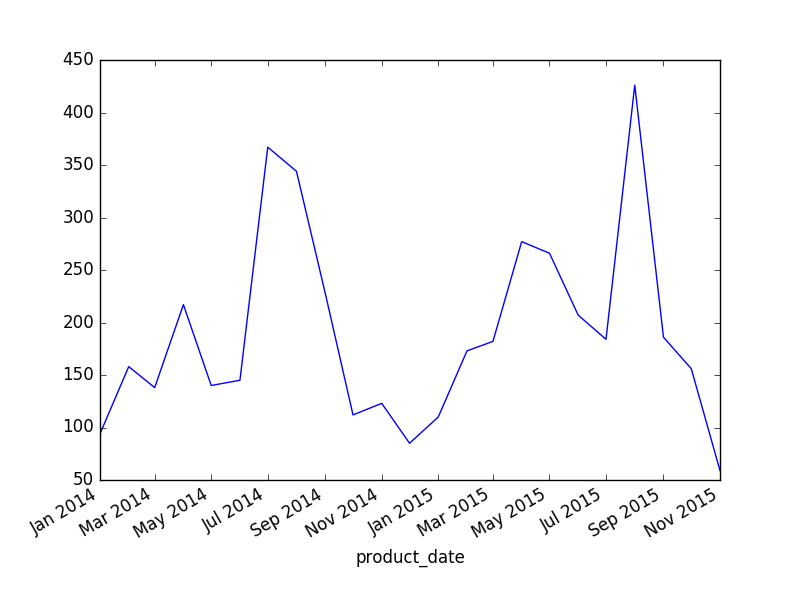 450
400
350
300
250
200
150
100
50
Jan 2014
Mar 2014
May 2014
Jul 2014
Sep 2014
Nov 2014
Jan 2015
Mar 2015
May 2015
Jul 2015
Sep 2015
Nov 2015
product_date